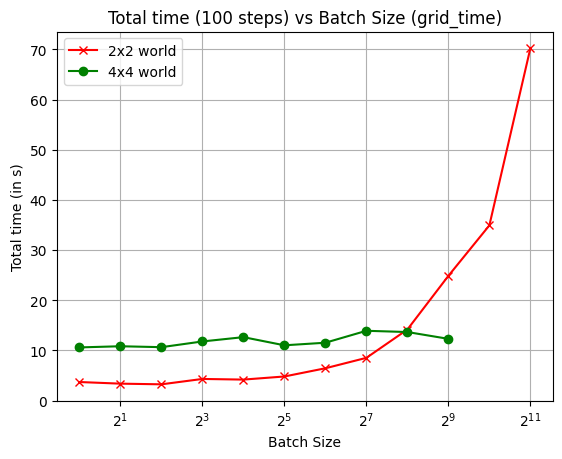 Total time (100 steps) vs Batch Size (grid_time)
2x2 world
4x4 world
Total time (in s)
70
60
50
40
30
20
10
0
2^1 2^3 2^5 2^7 2^9 2^11
Batch Size